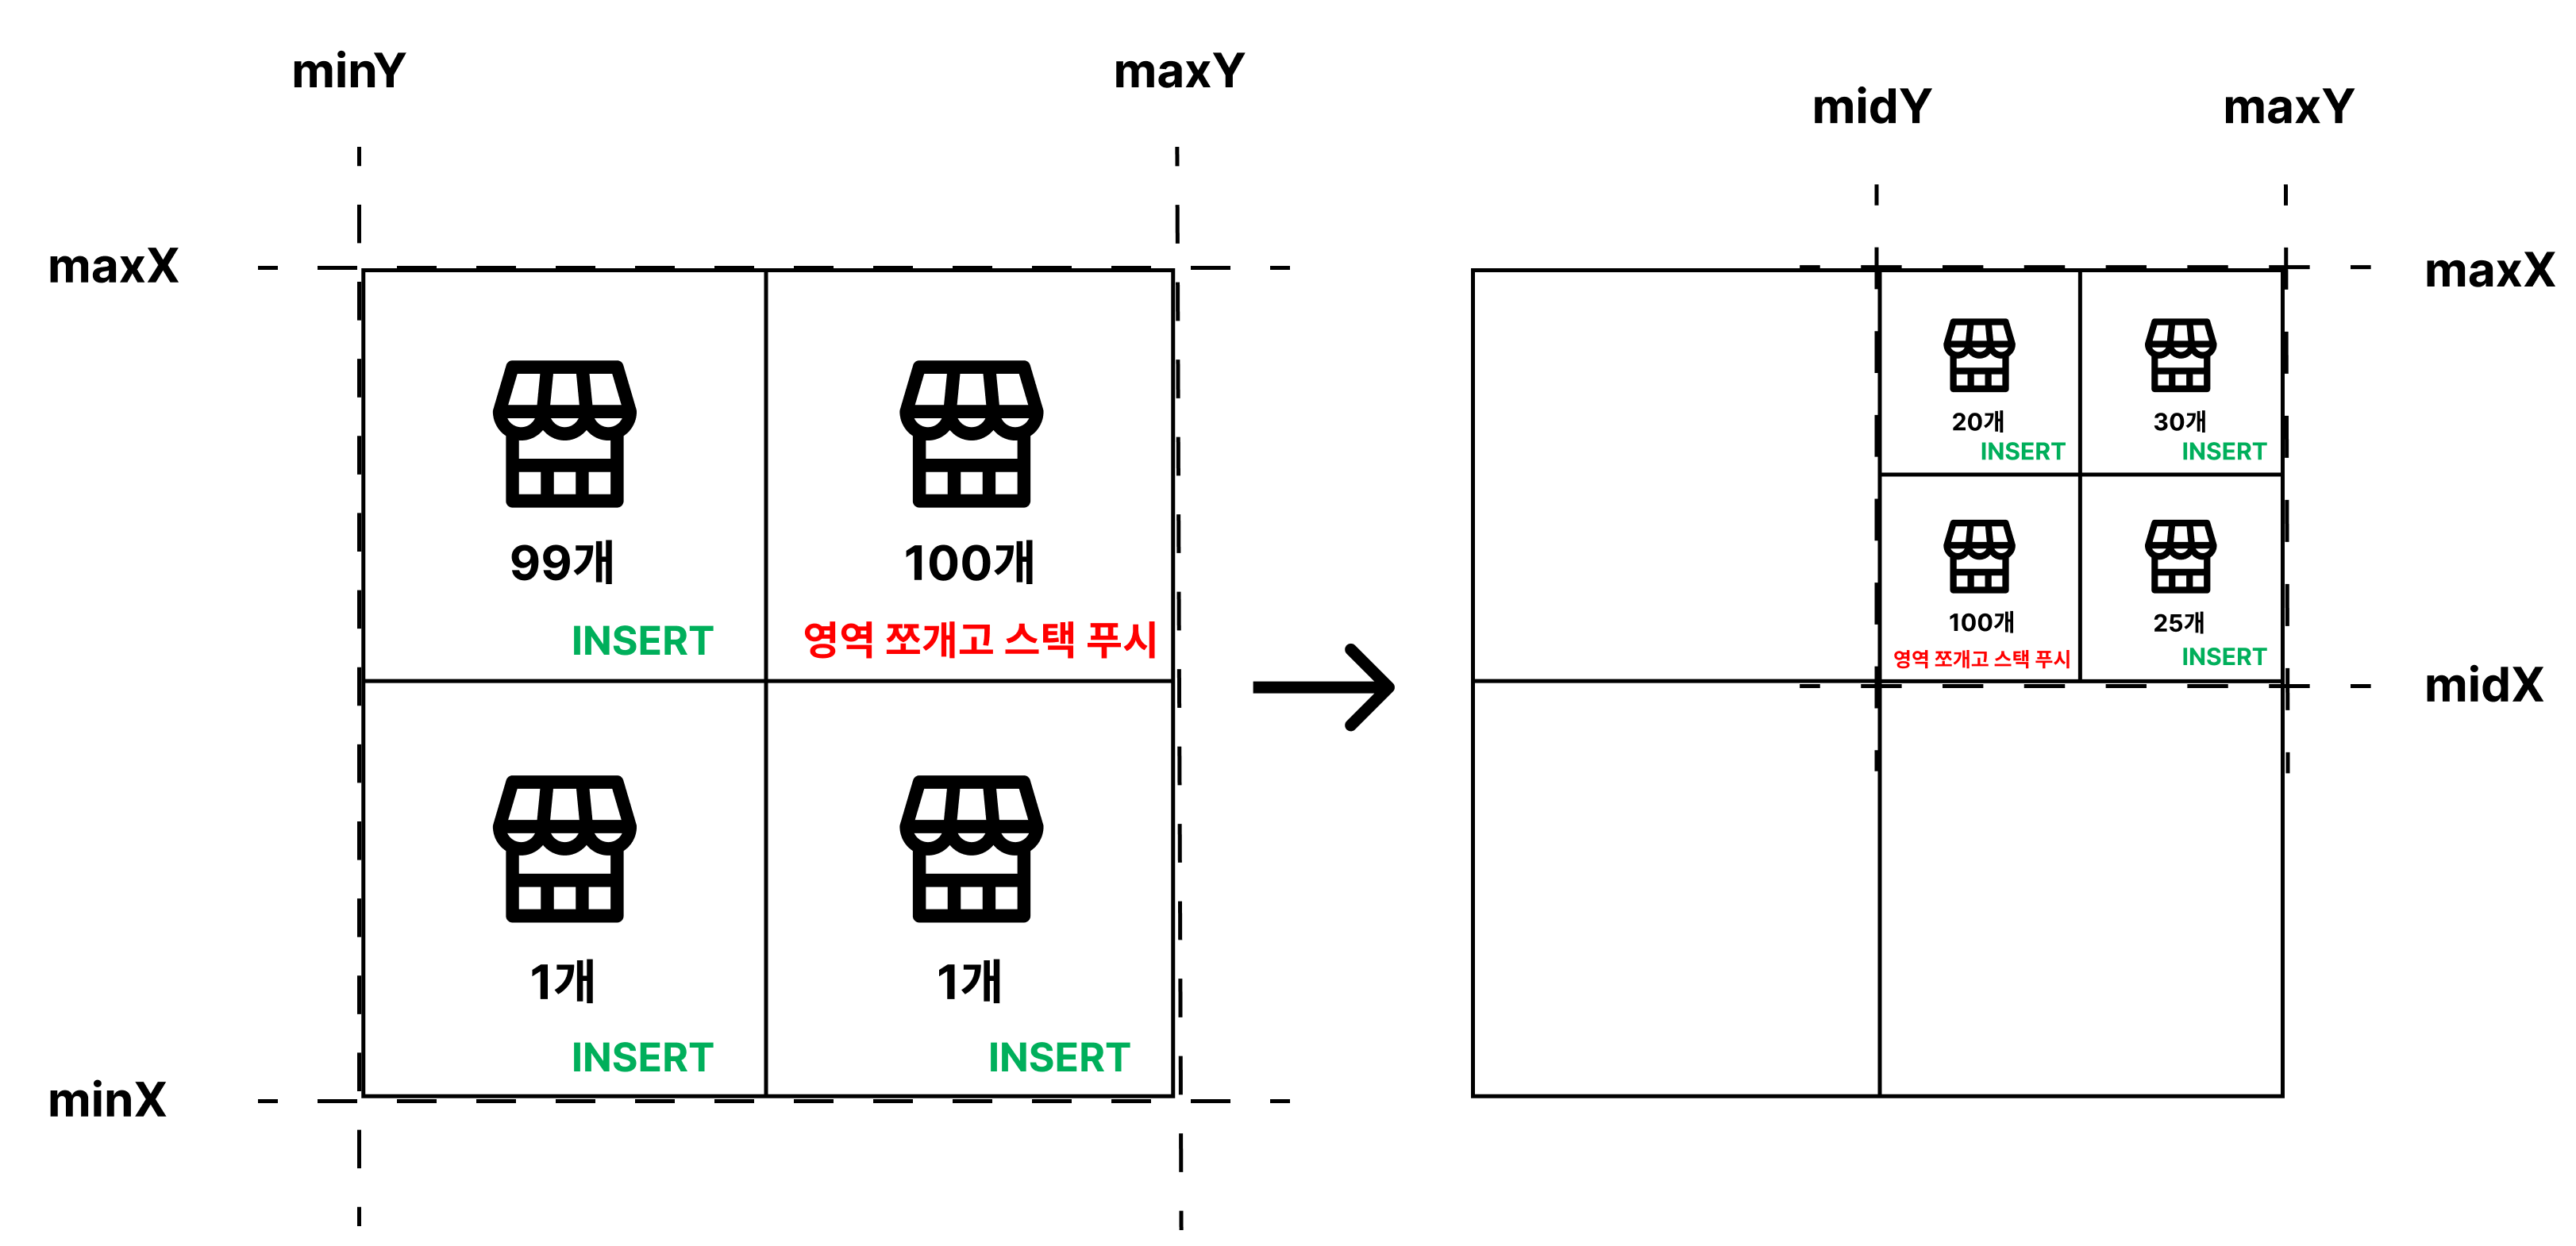 minY
maxY
maxX
99개
INSERT
100개
영역 쪼개고 스택 푸시
1개
INSERT
1개
INSERT
minX
midY
maxY
maxX
20개
INSERT
30개
INSERT
100개
영역 쪼개고 스택 푸시
25개
INSERT
midX